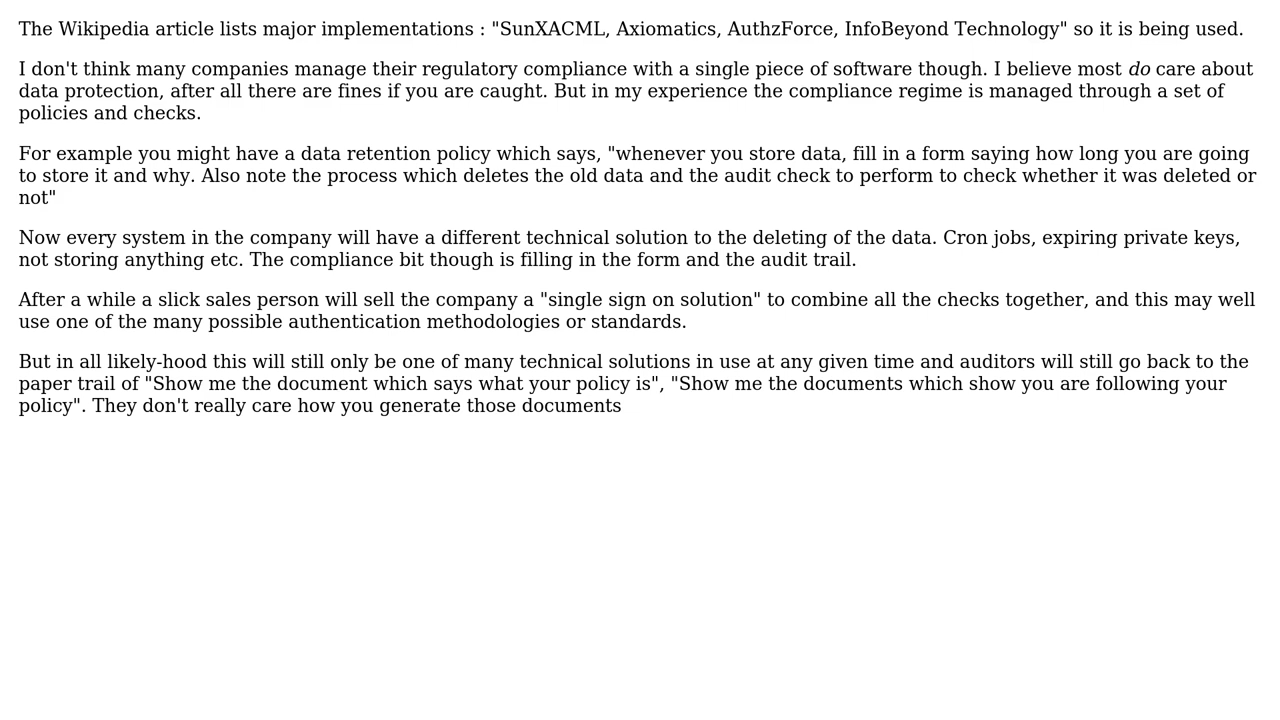 The Wikipedia article lists major implementations : "SunXACML, Axiomatics, AuthzForce, InfoBeyond Technology" so it is being used.
I don't think many companies manage their regulatory compliance with a single piece of software though. I believe most do care about
data protection, after all there are fines if you are caught. But in my experience the compliance regime is managed through a set of
policies and checks.
For example you might have a data retention policy which says, "whenever you store data, fill in a form saying how long you are going
to store it and why. Also note the process which deletes the old data and the audit check to perform to check whether it was deleted or
not"
Now every system in the company will have a different technical solution to the deleting of the data. Cron jobs, expiring private keys,
not storing anything etc. The compliance bit though is filling in the form and the audit trail.
After a while a slick sales person will sell the company a "single sign on solution" to combine all the checks together, and this may well
use one of the many possible authentication methodologies or standards.
But in all likely-hood this will still only be one of many technical solutions in use at any given time and auditors will still go back to the
paper trail of "Show me the document which says what your policy is", "Show me the documents which show you are following your
policy". They don't really care how you generate those documents